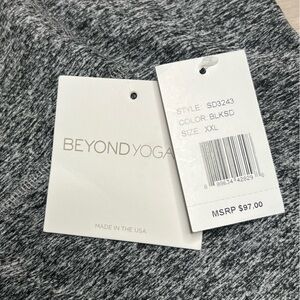 BEYOND YOGA
MADE IN THE USA
STYLE: SD3243
COLOR: BLKSD
SIZE: XXL
MSRP $97.00